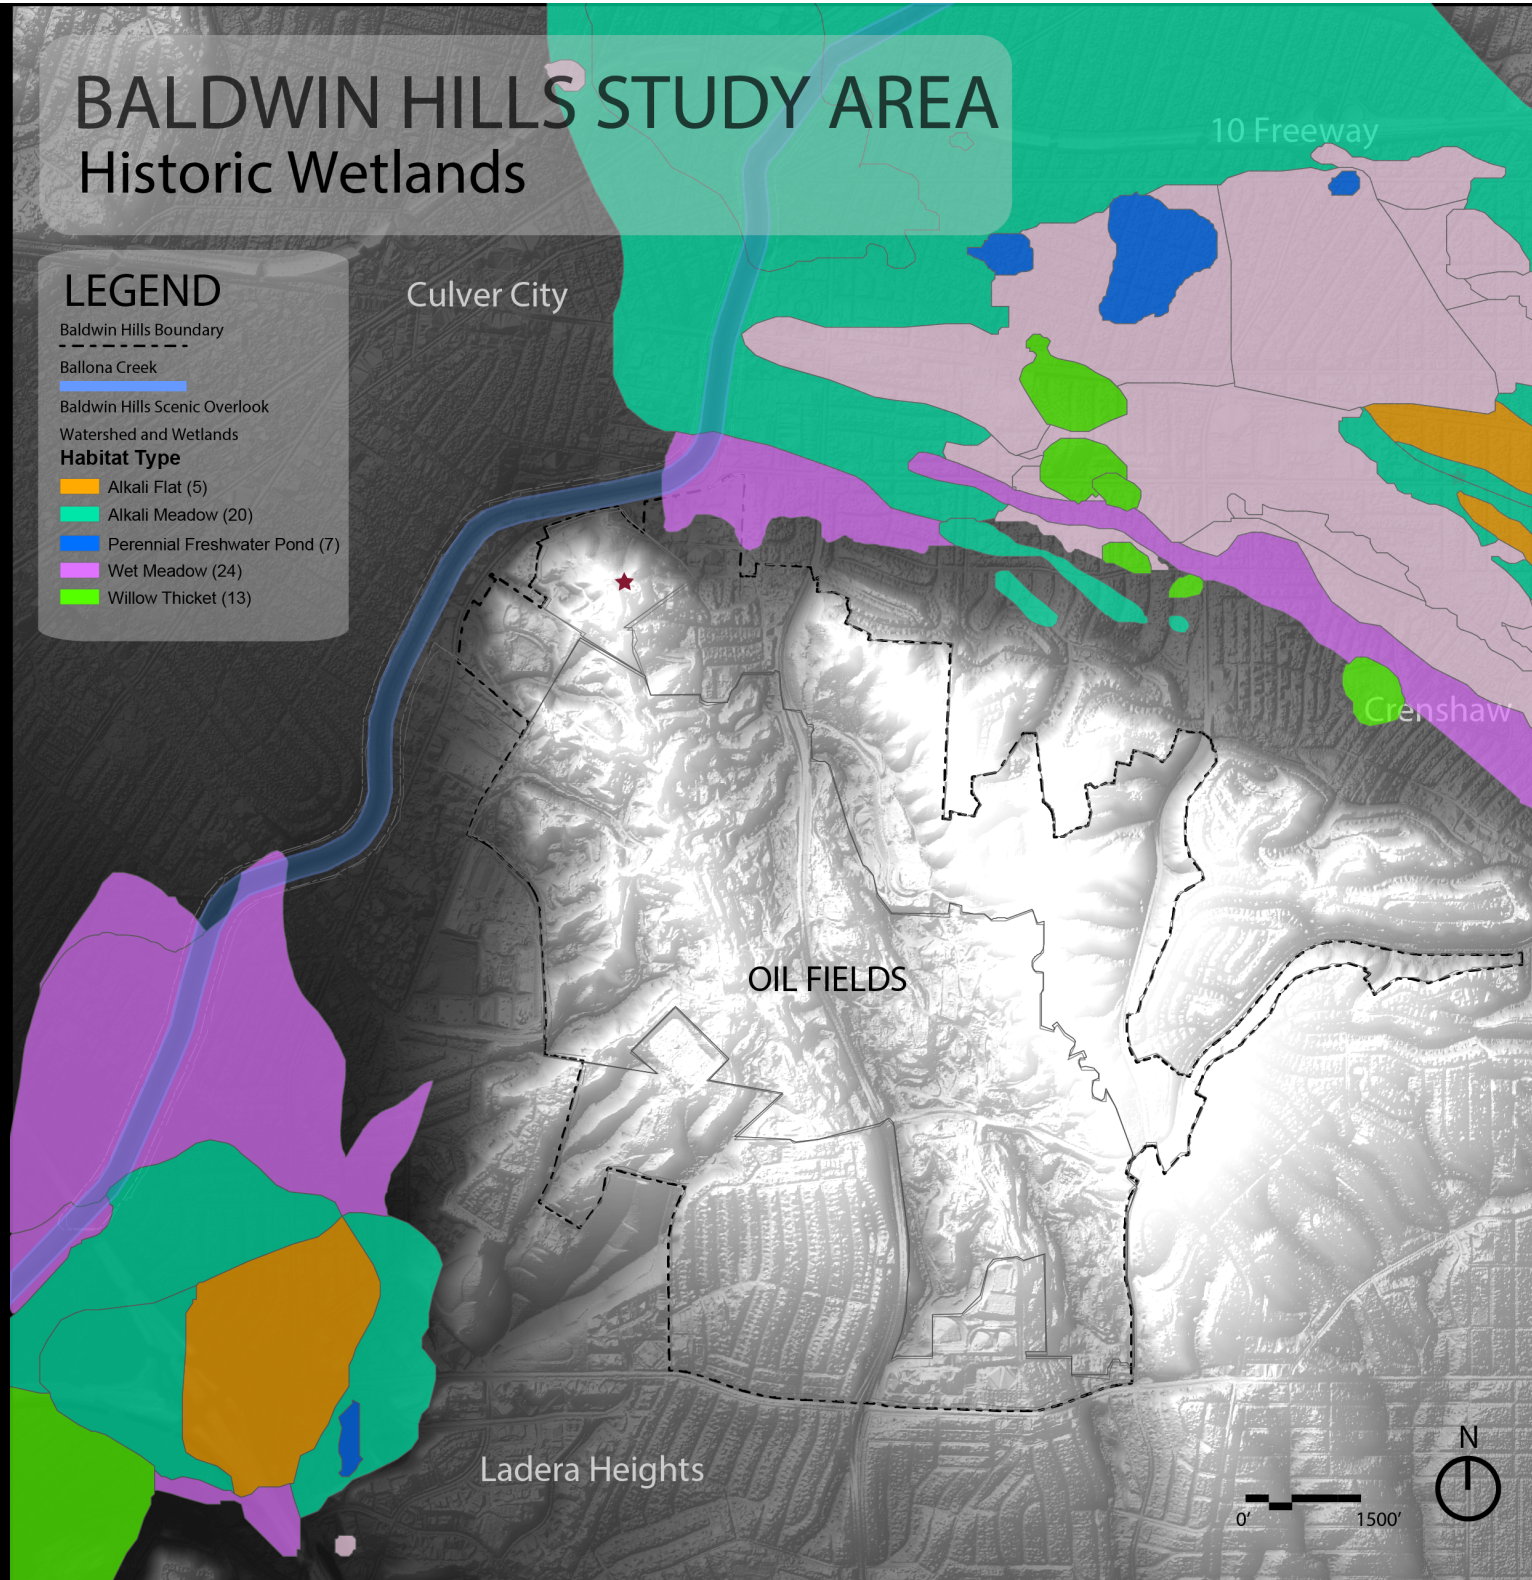 BALDWIN HILLS STUDY AREA
Historic Wetlands
10 Freeway
LEGEND
Baldwin Hills Boundary
Ballona Creek
Baldwin Hills Scenic Overlook
Watershed and Wetlands
Habitat Type
Alkali Flat (5)
Alkali Meadow (20)
Perennial Freshwater Pond (7)
Wet Meadow (24)
Willow Thicket (13)
Culver City
Crenshaw
OIL FIELDS
Ladera Heights
N
0' 1500'